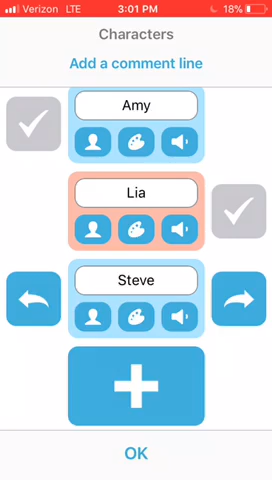 Verizon LTE 3:01 PM 18%
Characters
Add a comment line
Amy
Lia
Steve
OK